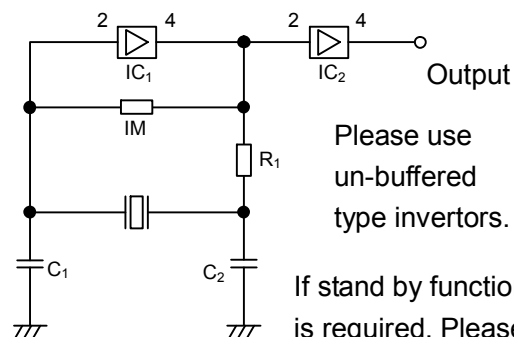 2 4 2 4
IC1 IC2
Output
IM
Please use
R1
un-buffered
type invertors.
C1 C2
If stand by functio
is required. Please